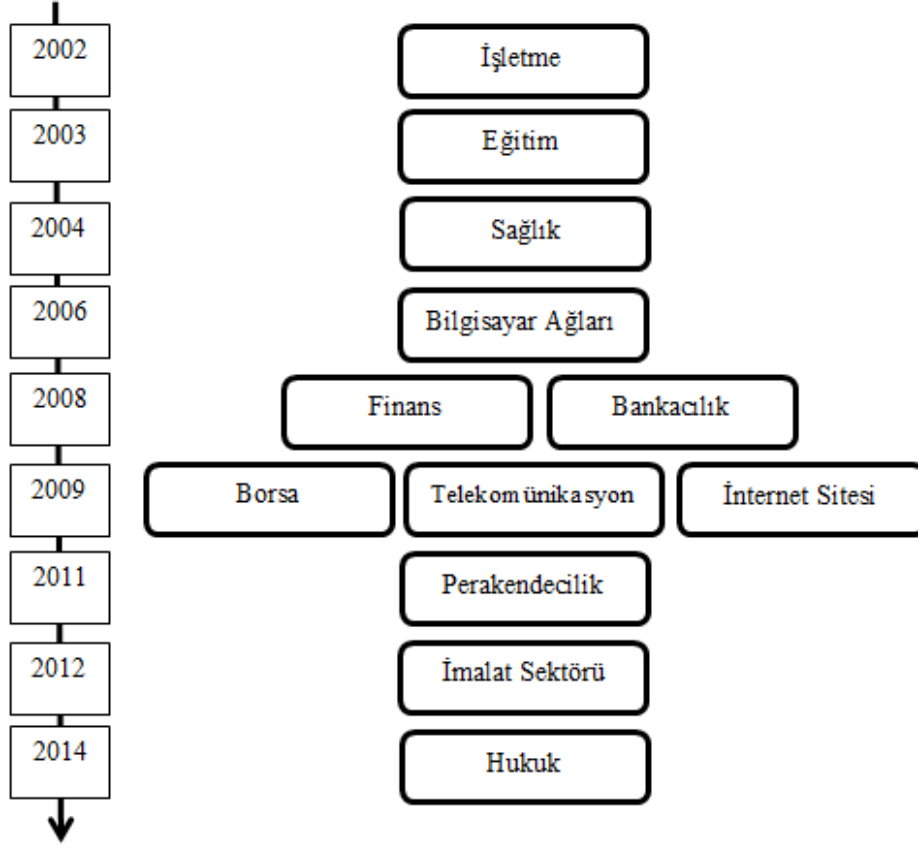 2002
İşletme
2003
Eğitim
2004
Sağlık
2006
Bilgisayar Ağları
2008
Finans
Bankacılık
2009
Borsa
Telekomünikasyon
İnternet Sitesi
2011
Perakendecilik
2012
İmalat Sektörü
2014
Hukuk